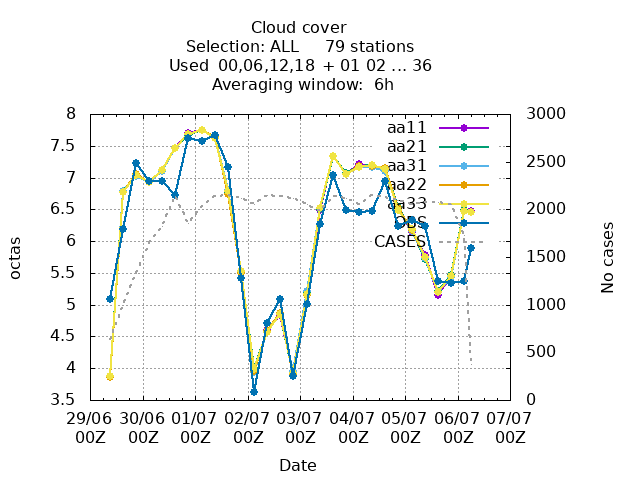 Cloud cover
Selection: ALL 79 stations
Used 00,06,12,18 + 01 02 ... 36
Averaging window: 6h
octas
8
7.5
7
6.5
6
5.5
5
4.5
4
3.5
3000
2500
2000
1500
1000
500
0
No cases
aa11
aa21
aa31
aa22
aa33
OBS
CASES
29/06 30/06 01/07 02/07 03/07 04/07 05/07 06/07 07/07
00Z 00Z 00Z 00Z 00Z 00Z 00Z 00Z 00Z
Date